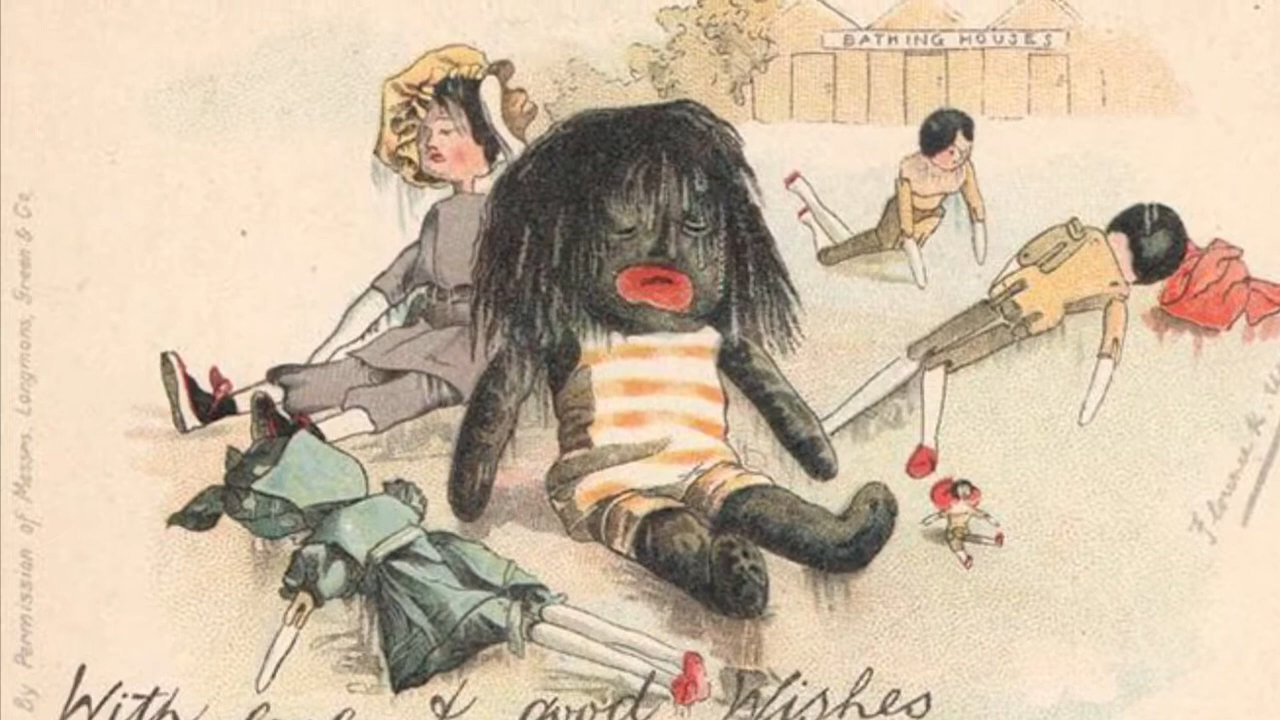 BATHING HOUSES
By Permission of Messrs. Longmans, Green & Co.
Florence K.
With & good Wishes